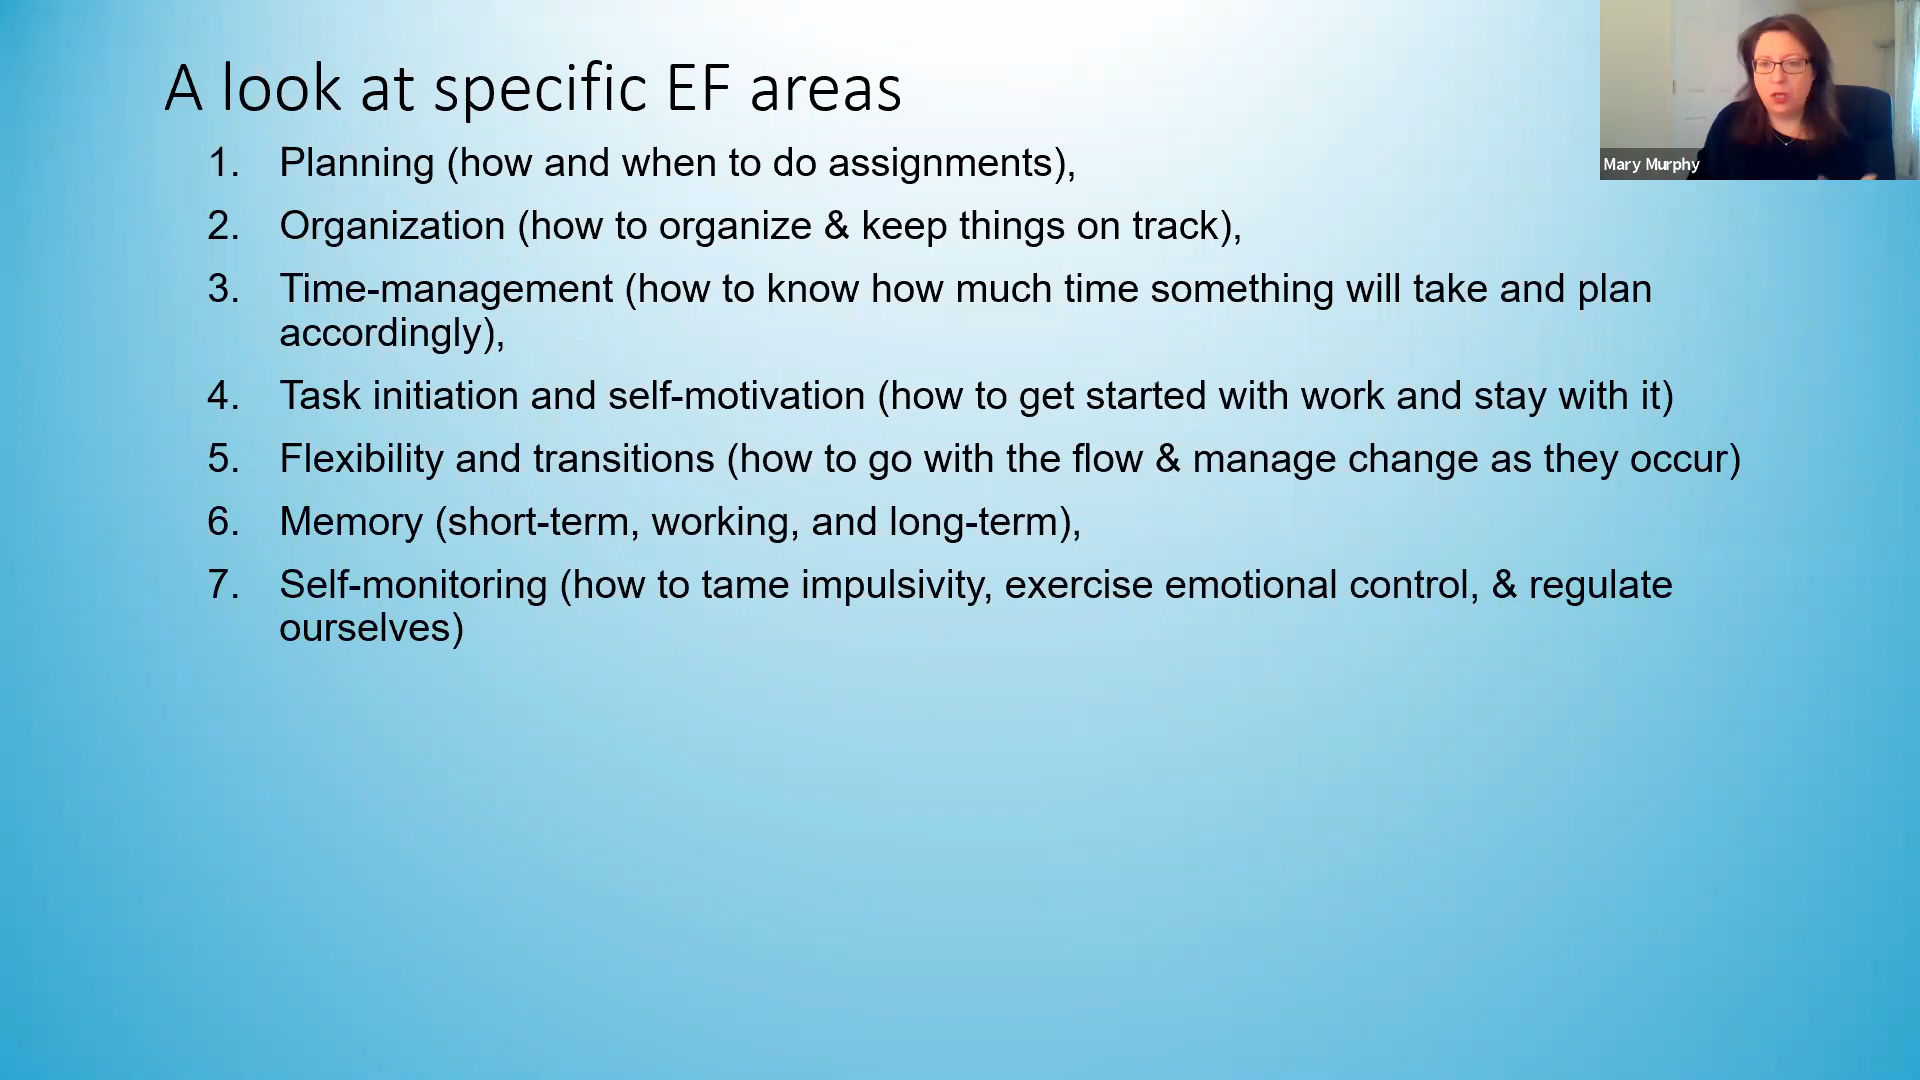 A look at specific EF areas
1. Planning (how and when to do assignments),
2. Organization (how to organize & keep things on track),
3. Time-management (how to know how much time something will take and plan
accordingly),
4. Task initiation and self-motivation (how to get started with work and stay with it)
5. Flexibility and transitions (how to go with the flow & manage change as they occur)
6. Memory (short-term, working, and long-term),
7. Self-monitoring (how to tame impulsivity, exercise emotional control, & regulate
ourselves)
Mary Murphy